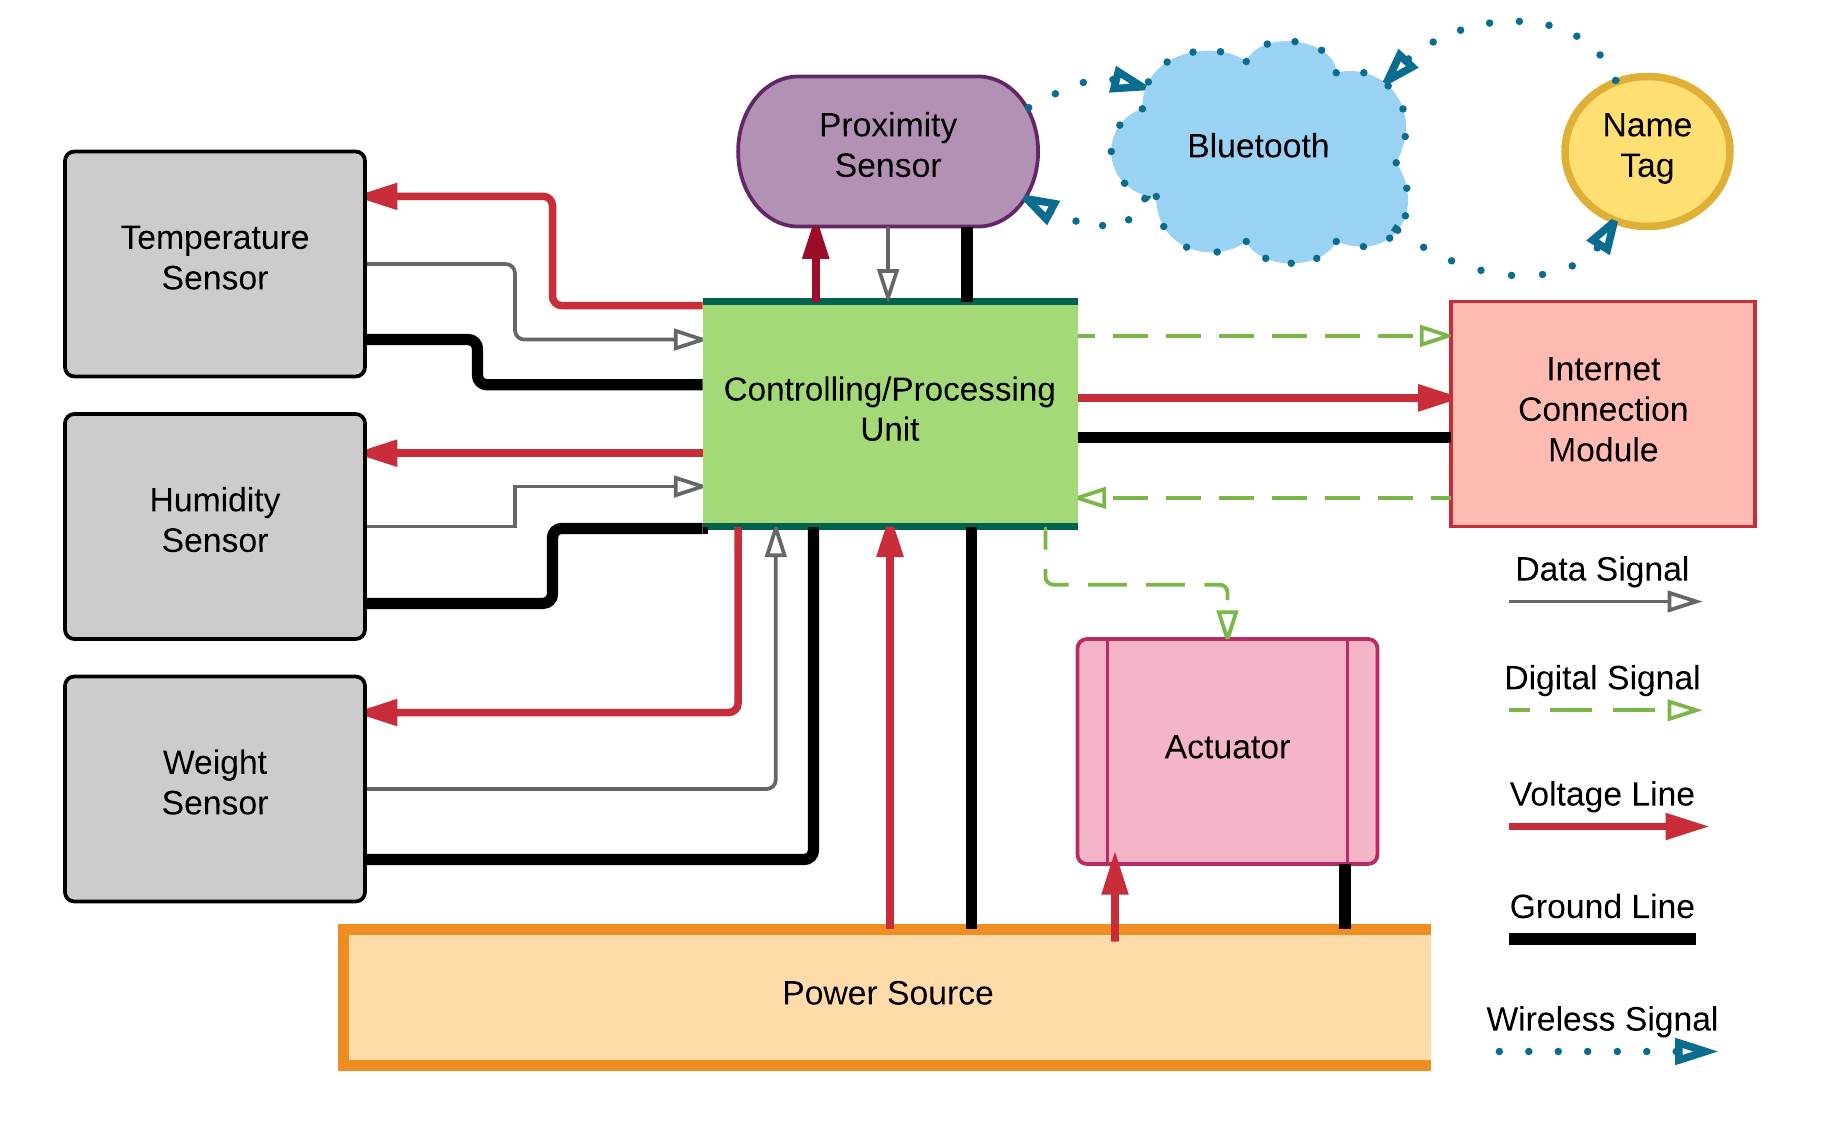 Proximity
Sensor
Bluetooth
Name
Tag
Temperature
Sensor
Controlling/Processing
Unit
Internet
Connection
Module
Humidity
Sensor
Weight
Sensor
Actuator
Power Source
Data Signal
Digital Signal
Voltage Line
Ground Line
Wireless Signal